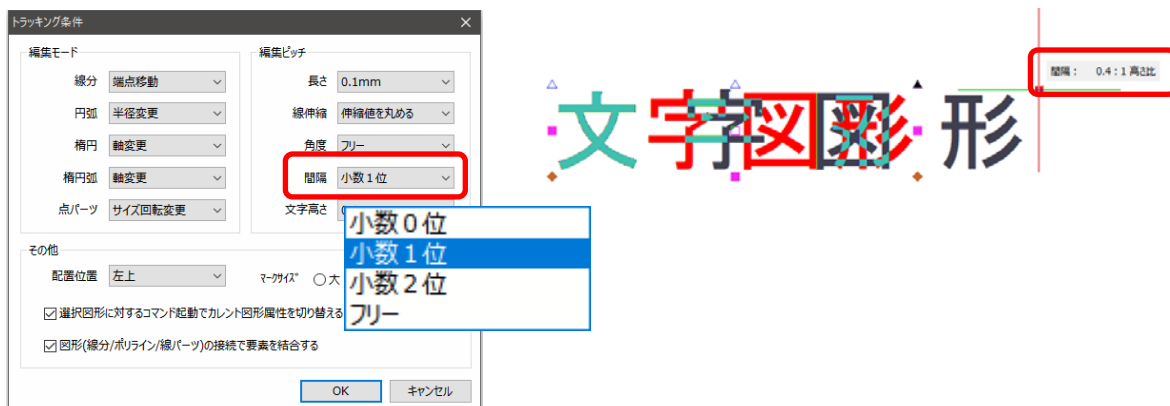 トラッキング条件
編集モード
線分 端点移動
円弧 半径変更
楕円 軸変更
楕円弧 軸変更
点パーツ サイズ回転変更
編集ピッチ
長さ 0.1mm
線伸縮 伸縮値を丸める
角度 フリー
間隔 小数1位
文字高さ
小数0位
小数1位
小数2位
フリー
その他
配置位置 左上
マークサイズ 大
選択図形に対するコマンド起動でカレント図形属性を切り替える
図形(線分/ポリライン/線パーツ)の接続で要素を結合する
OK キャンセル
文字図形 形
間隔: 0.4:1 高さ比